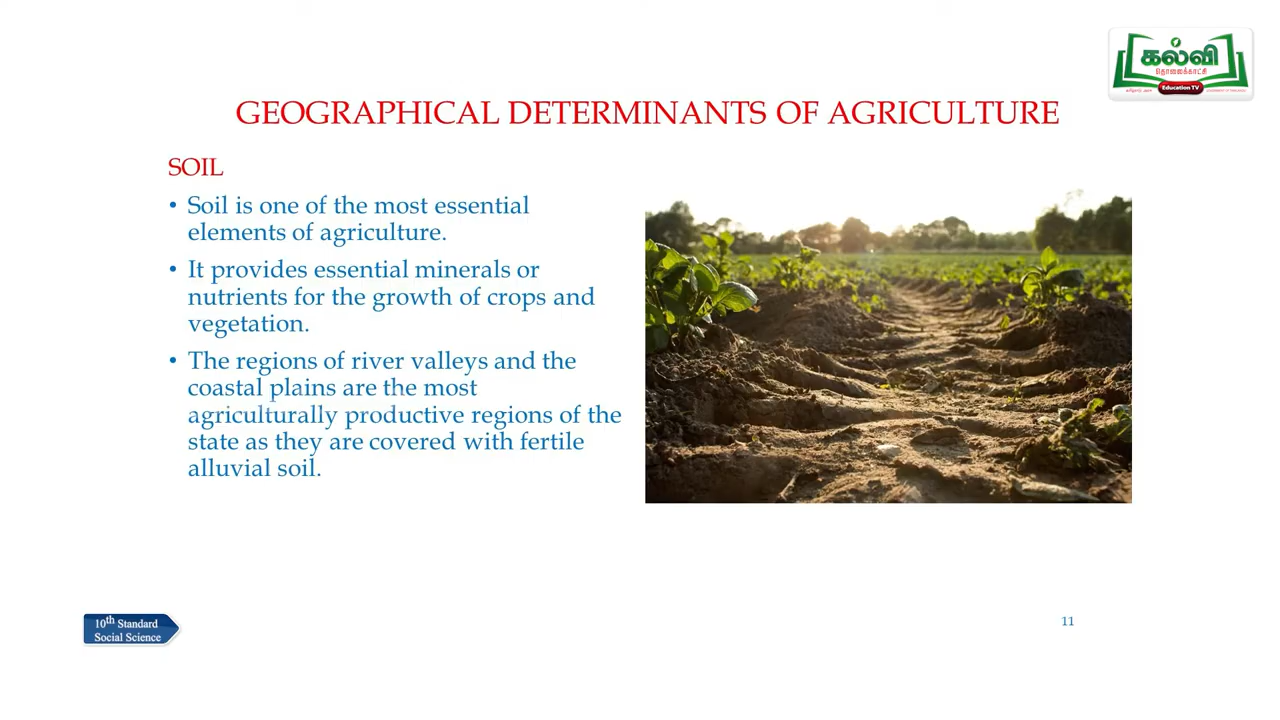 கல்வி
தொலைக்காட்சி
Education TV
GEOGRAPHICAL DETERMINANTS OF AGRICULTURE
SOIL
• Soil is one of the most essential
elements of agriculture.
• It provides essential minerals or
nutrients for the growth of crops and
vegetation.
• The regions of river valleys and the
coastal plains are the most
agriculturally productive regions of the
state as they are covered with fertile
alluvial soil.
10th Standard
Social Science
11